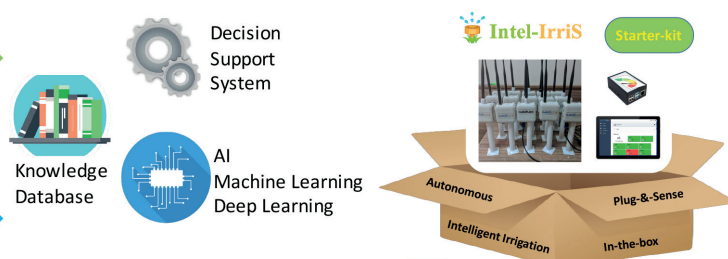 Decision
Support
System
Knowledge
Database
AI
Machine Learning
Deep Learning
Intel-IrriS
Starter-kit
Autonomous
Plug-&-Sense
Intelligent Irrigation
In-the-box